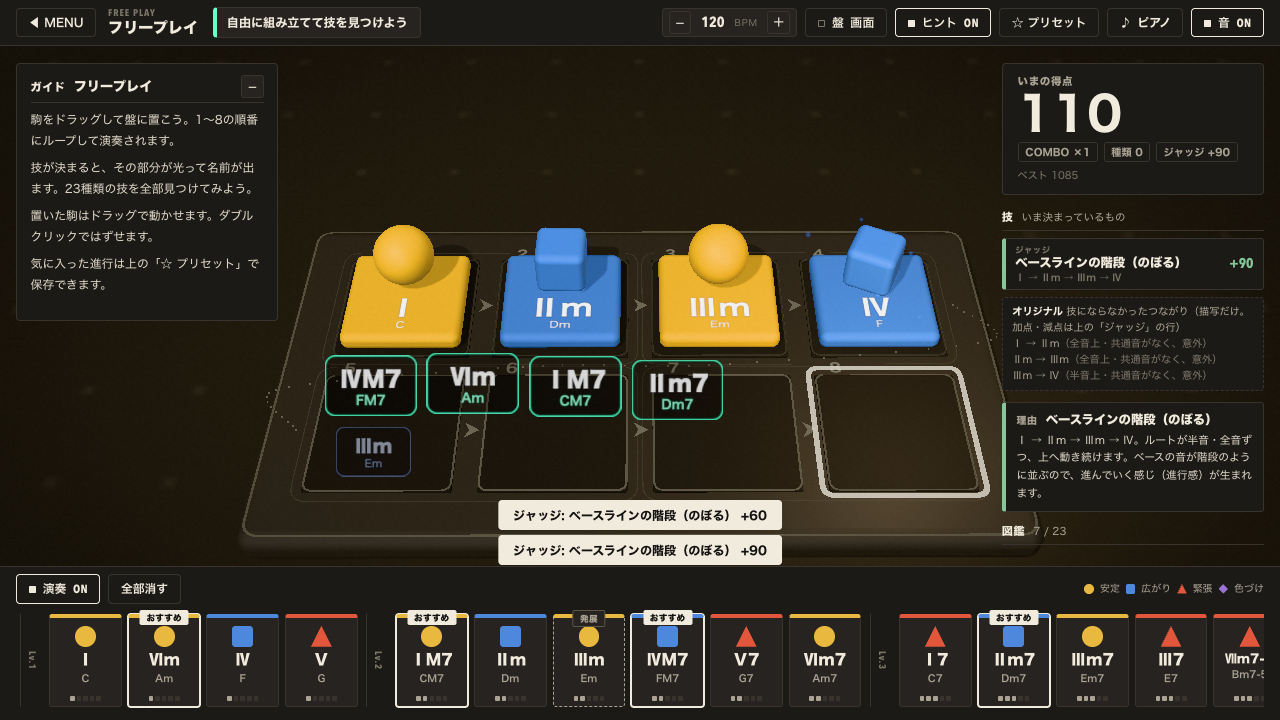 ◀ MENU
FREE PLAY
フリープレイ
自由に組み立てて技を見つけよう
− 120 BPM ＋
盤 画面
ヒント ON
☆ プリセット
♪ ピアノ
音 ON
ガイド フリープレイ
−
駒をドラッグして盤に置こう。1〜8の順番
にループして演奏されます。
技が決まると、その部分が光って名前が出
ます。23種類の技を全部見つけてみよう。
置いた駒はドラッグで動かせます。ダブル
クリックではずせます。
気に入った進行は上の「☆ プリセット」で
保存できます。
いまの得点
110
COMBO ×1
種類 0
ジャッジ +90
ベスト 1085
技 いま決まっているもの
ジャッジ
ベースラインの階段（のぼる）
+90
Ⅰ → Ⅱm → Ⅲm → Ⅳ
オリジナル 技にならなかったつながり（描写だけ。
加点・減点は上の「ジャッジ」の行）
Ⅰ → Ⅱm（全音上・共通音がなく、意外）
Ⅱm → Ⅲm（全音上・共通音がなく、意外）
Ⅲm → Ⅳ（半音上・共通音がなく、意外）
理由 ベースラインの階段（のぼる）
Ⅰ → Ⅱm → Ⅲm → Ⅳ。ルートが半音・全音ず
つ、上へ動き続けます。ベースの音が階段のよう
に並ぶので、進んでいく感じ（進行感）が生まれ
ます。
図鑑 7 / 23
2
3
4
Ⅰ
C
Ⅱm
Dm
Ⅲm
Em
Ⅳ
F
5
6
7
8
ⅣM7
FM7
Ⅵm
Am
ⅠM7
CM7
Ⅱm7
Dm7
Ⅲm
Em
ジャッジ: ベースラインの階段（のぼる） +60
ジャッジ: ベースラインの階段（のぼる） +90
演奏 ON
全部消す
安定
広がり
緊張
色づけ
Lv.1
Ⅰ
C
おすすめ
Ⅵm
Am
Ⅳ
F
Ⅴ
G
Lv.2
おすすめ
ⅠM7
CM7
Ⅱm
Dm
発展
Ⅲm
Em
おすすめ
ⅣM7
FM7
Ⅴ7
G7
Ⅵm7
Am7
Lv.3
Ⅰ7
C7
おすすめ
Ⅱm7
Dm7
Ⅲm7
Em7
Ⅲ7
E7
Ⅶm7-
Bm7-5